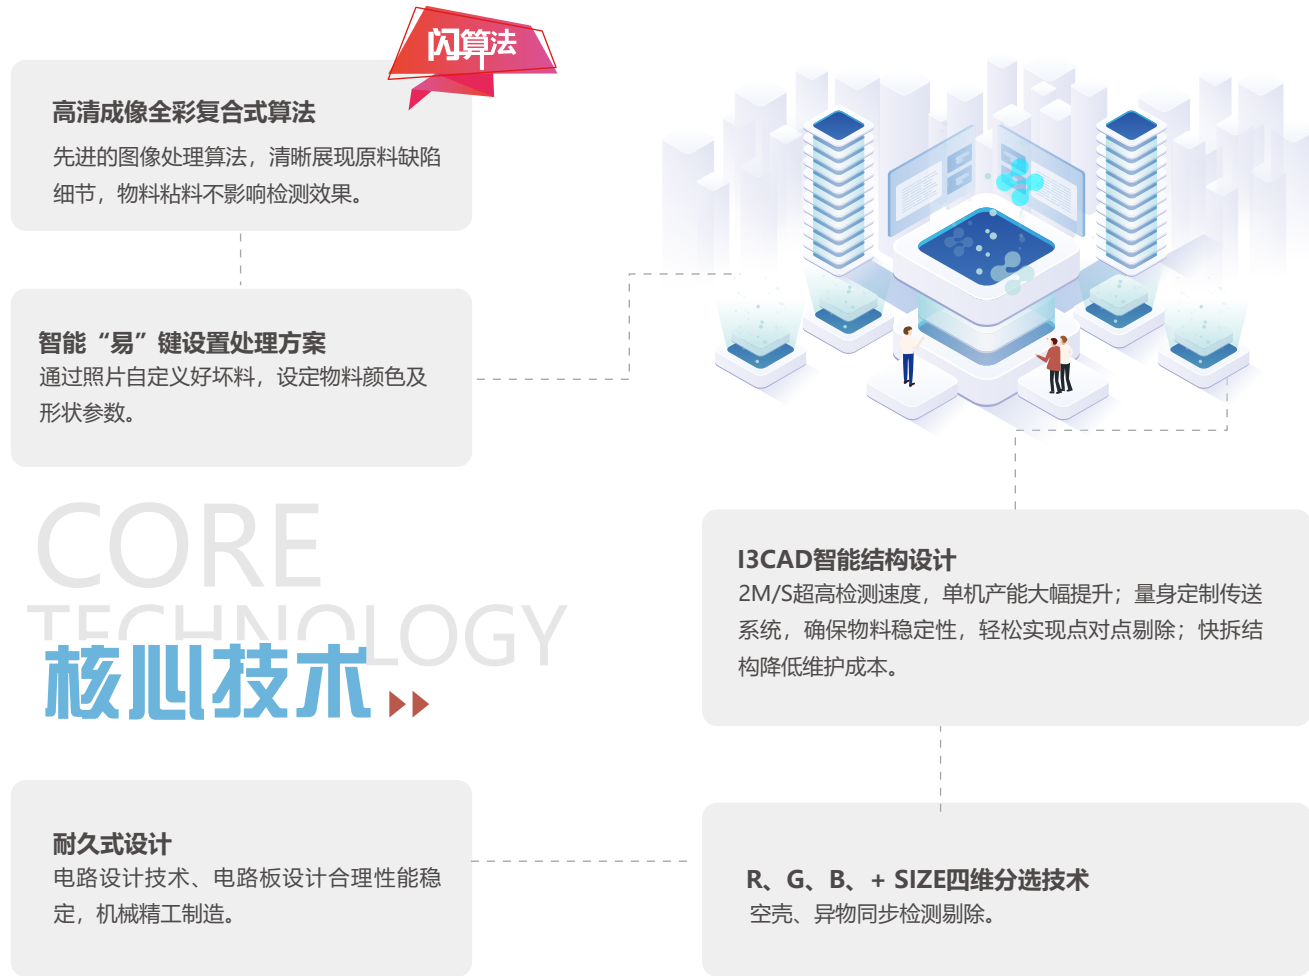 闪算法
高清成像全彩复合式算法
先进的图像处理算法，清晰展现原料缺陷
细节，物料粘料不影响检测效果。
智能“易”键设置处理方案
通过照片自定义好坏料，设定物料颜色及
形状参数。
CORE
TECHNOLOGY
核心技术
I3CAD智能结构设计
2M/S超高检测速度，单机产能大幅提升；量身定制传送
系统，确保物料稳定性，轻松实现点对点剔除；快拆结
构降低维护成本。
耐久式设计
电路设计技术、电路板设计合理性能稳
定，机械精工制造。
R、G、B、+ SIZE四维分选技术
空壳、异物同步检测剔除。